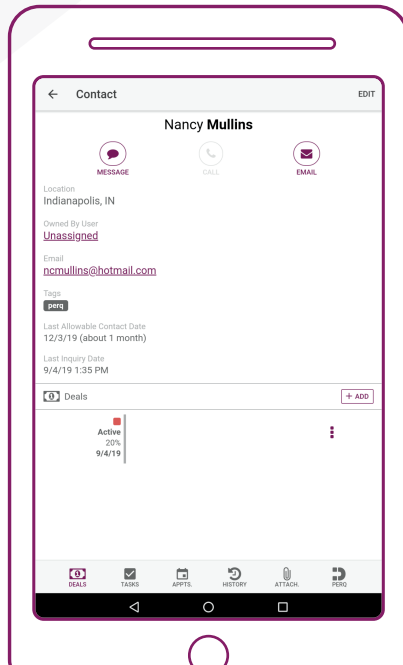 Contact EDIT
Nancy Mullins
MESSAGE CALL EMAIL
Location
Indianapolis, IN
Owned By User
Unassigned
Email
ncmullins@hotmail.com
Tags
perq
Last Allowable Contact Date
12/3/19 (about 1 month)
Last Inquiry Date
9/4/19 1:35 PM
Deals + ADD
Active
20%
9/4/19
DEALS TASKS APPTS. HISTORY ATTACH. PERQ